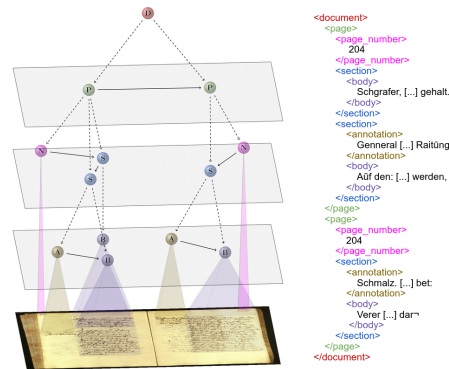 D
P
P
N
S
S
S
N
A
B
B
A
B
<document>
<page>
<page_number>
204
</page_number>
<section>
<body>
Schgrafer, [...] gehalt.
</body>
</section>
<section>
<annotation>
Genneral [...] Raitüng
</annotation>
<body>
Aüf den: [...] werden,
</body>
</section>
</page>
<page>
<page_number>
204
</page_number>
<section>
<annotation>
Schmalz. [...] bet:
</annotation>
<body>
Verer [...] dar¬
</body>
</section>
</page>
</document>